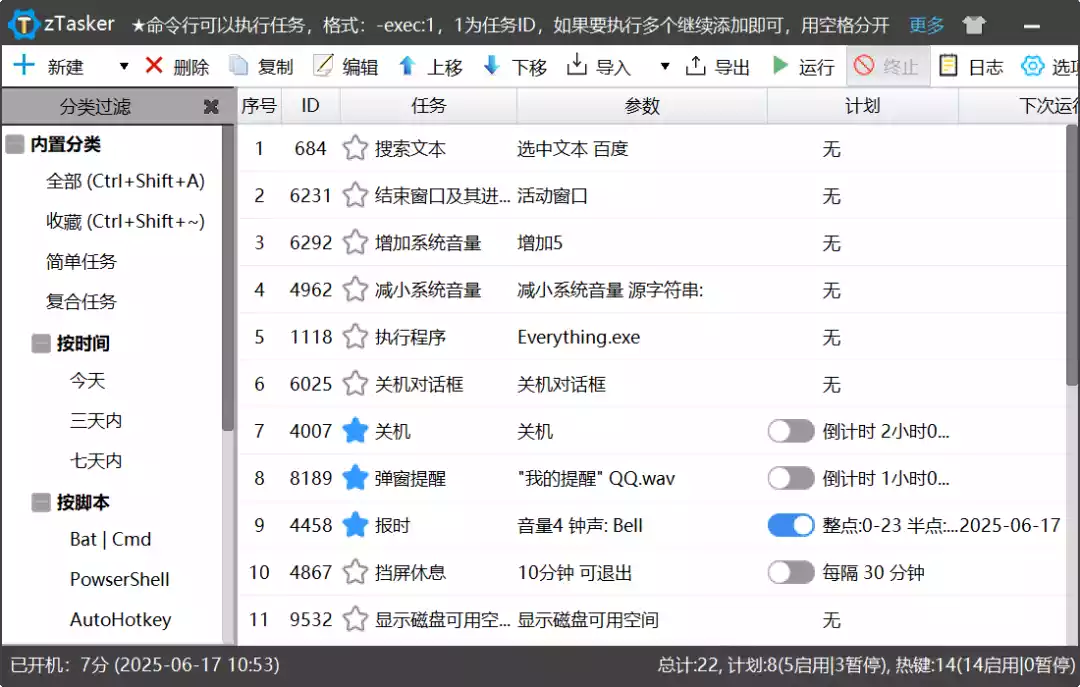 zTasker ★命令行可以执行任务，格式：-exec:1，1为任务ID，如果要执行多个继续添加即可，用空格分开 更多
新建 删除 复制 编辑 上移 下移 导入 导出 运行 终止 日志 选项
分类过滤
内置分类
全部 (Ctrl+Shift+A)
收藏 (Ctrl+Shift+~)
简单任务
复合任务
按时间
今天
三天内
七天内
按脚本
Bat | Cmd
PowserShell
AutoHotkey
序号 ID 任务 参数 计划 下次运行
1 684 搜索文本 选中文本 百度 无
2 6231 结束窗口及其进... 活动窗口 无
3 6292 增加系统音量 增加5 无
4 4962 减小系统音量 减小系统音量 源字符串: 无
5 1118 执行程序 Everything.exe 无
6 6025 关机对话框 关机对话框 无
7 4007 关机 关机 倒计时 2小时0...
8 8189 弹窗提醒 "我的提醒" QQ.wav 倒计时 1小时0...
9 4458 报时 音量4 钟声: Bell 整点:0-23 半点:...2025-06-17
10 4867 挡屏休息 10分钟 可退出 每隔 30 分钟
11 9532 显示磁盘可用空... 显示磁盘可用空间 无
已开机：7分 (2025-06-17 10:53) 总计:22, 计划:8(5启用|3暂停), 热键:14(14启用|0暂停)